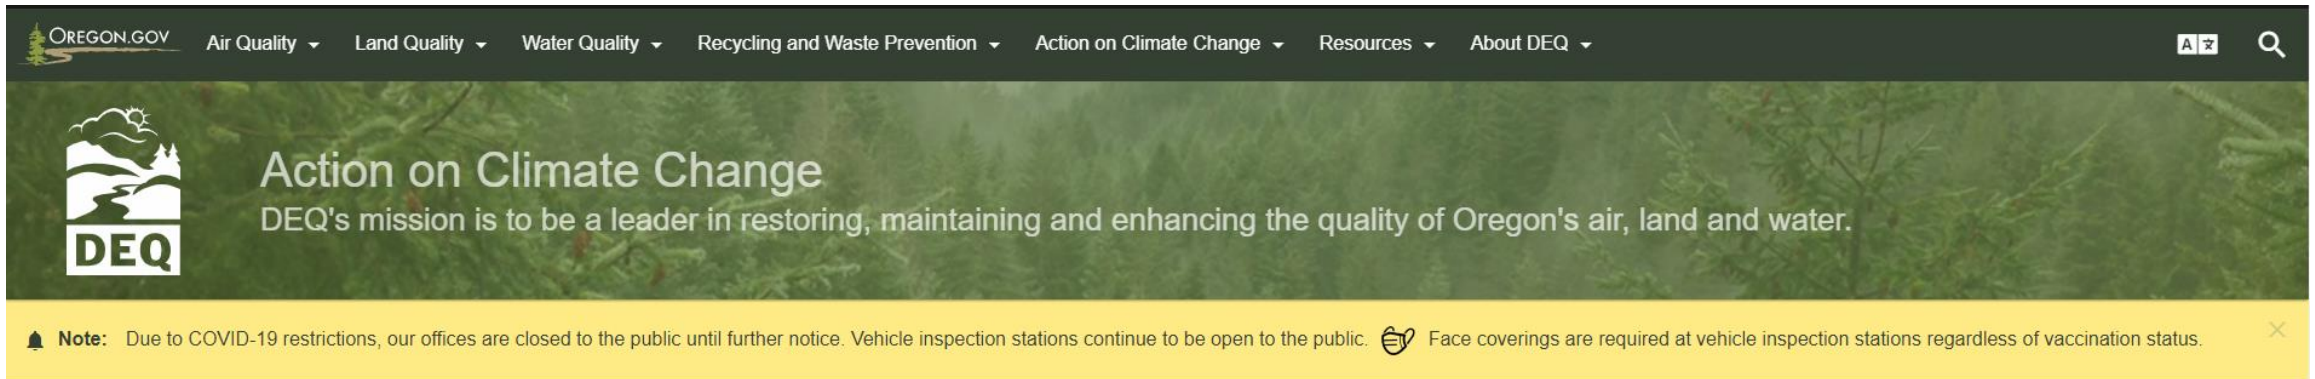 OREGON.GOV
Air Quality
Land Quality
Water Quality
Recycling and Waste Prevention
Action on Climate Change
Resources
About DEQ
A 文
DEQ
Action on Climate Change
DEQ's mission is to be a leader in restoring, maintaining and enhancing the quality of Oregon's air, land and water.
Note: Due to COVID-19 restrictions, our offices are closed to the public until further notice. Vehicle inspection stations continue to be open to the public. Face coverings are required at vehicle inspection stations regardless of vaccination status.